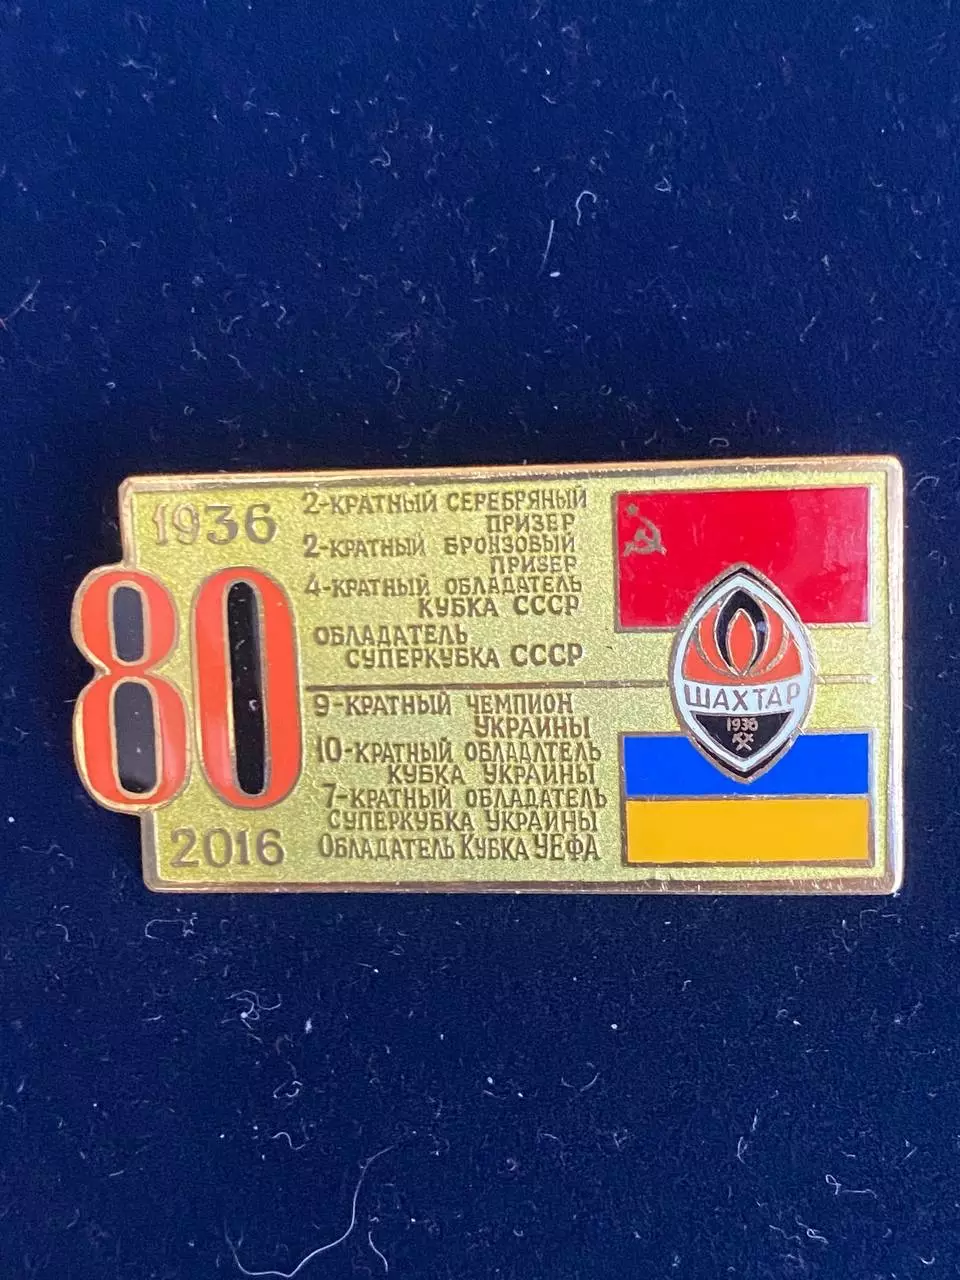 1936
80
2016
2-КРАТНЫЙ СЕРЕБРЯНЫЙ
ПРИЗЕР
2-КРАТНЫЙ БРОНЗОВЫЙ
ПРИЗЕР
4-КРАТНЫЙ ОБЛАДАТЕЛЬ
КУБКА СССР
ОБЛАДАТЕЛЬ
СУПЕРКУБКА СССР
9-КРАТНЫЙ ЧЕМПИОН
УКРАИНЫ
10-КРАТНЫЙ ОБЛАДАТЕЛЬ
КУБКА УКРАИНЫ
7-КРАТНЫЙ ОБЛАДАТЕЛЬ
СУПЕРКУБКА УКРАИНЫ
ОБЛАДАТЕЛЬ КУБКА УЕФА
ШАХТАР
1936